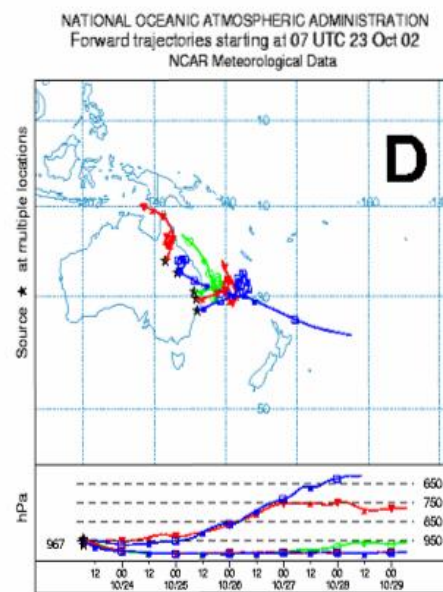 NATIONAL OCEANIC ATMOSPHERIC ADMINISTRATION
Forward trajectories starting at 07 UTC 23 Oct 02
NCAR Meteorological Data
D
Source ★ at multiple locations
10
10
50
hPa
967
650
750
850
950
12 00 12 00 12 00 12 00 12 00 12 00
10/24 10/25 10/26 10/27 10/28 10/29